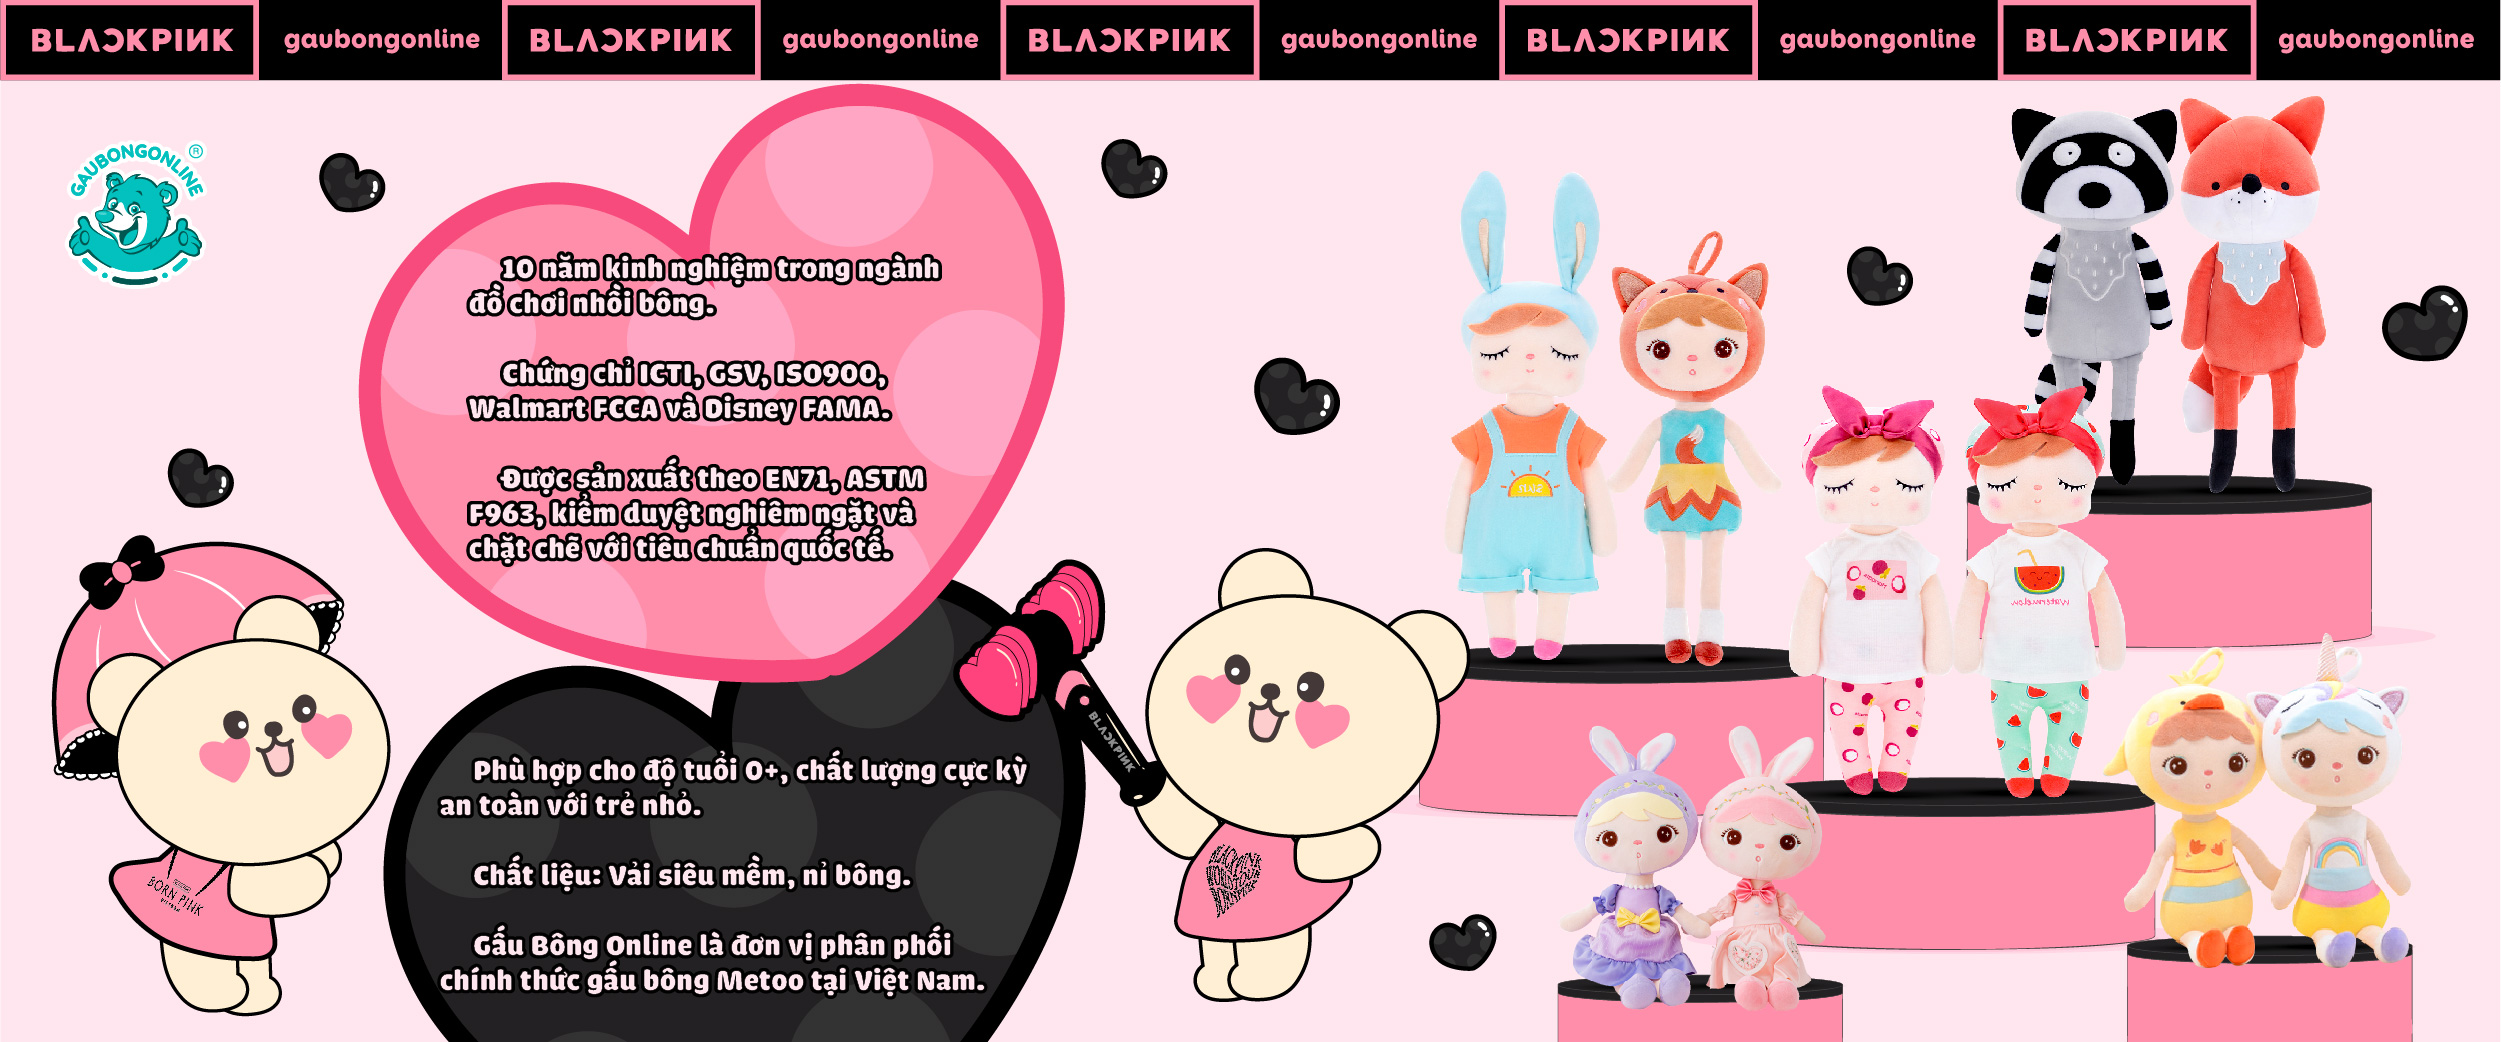 BLACKPINK gaubongonline BLACKPINK gaubongonline BLACKPINK gaubongonline BLACKPINK gaubongonline BLACKPINK gaubongonline
GAUBONGONLINE ®
10 năm kinh nghiệm trong ngành
đồ chơi nhồi bông.
Chứng chỉ ICTI, GSV, ISO900,
Walmart FCCA và Disney FAMA.
Được sản xuất theo EN71, ASTM
F963, kiểm duyệt nghiêm ngặt và
chặt chẽ với tiêu chuẩn quốc tế.
Phù hợp cho độ tuổi 0+, chất lượng cực kỳ
an toàn với trẻ nhỏ.
Chất liệu: Vải siêu mềm, nỉ bông.
Gấu Bông Online là đơn vị phân phối
chính thức gấu bông Metoo tại Việt Nam.
BLACKPINK
BORN PINK
Watermelon